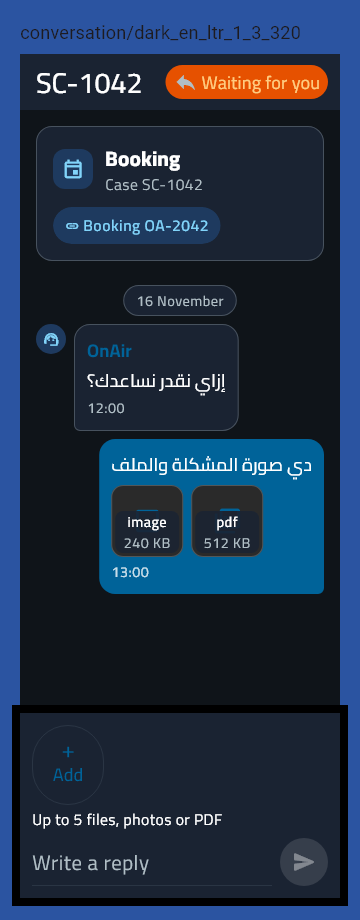 conversation/dark_en_ltr_1_3_320
SC-1042
Waiting for you
Booking
Case SC-1042
Booking OA-2042
16 November
OnAir
إزاي نقدر نساعدك؟
12:00
دي صورة المشكلة والملف
image
240 KB
pdf
512 KB
13:00
+
Add
Up to 5 files, photos or PDF
Write a reply